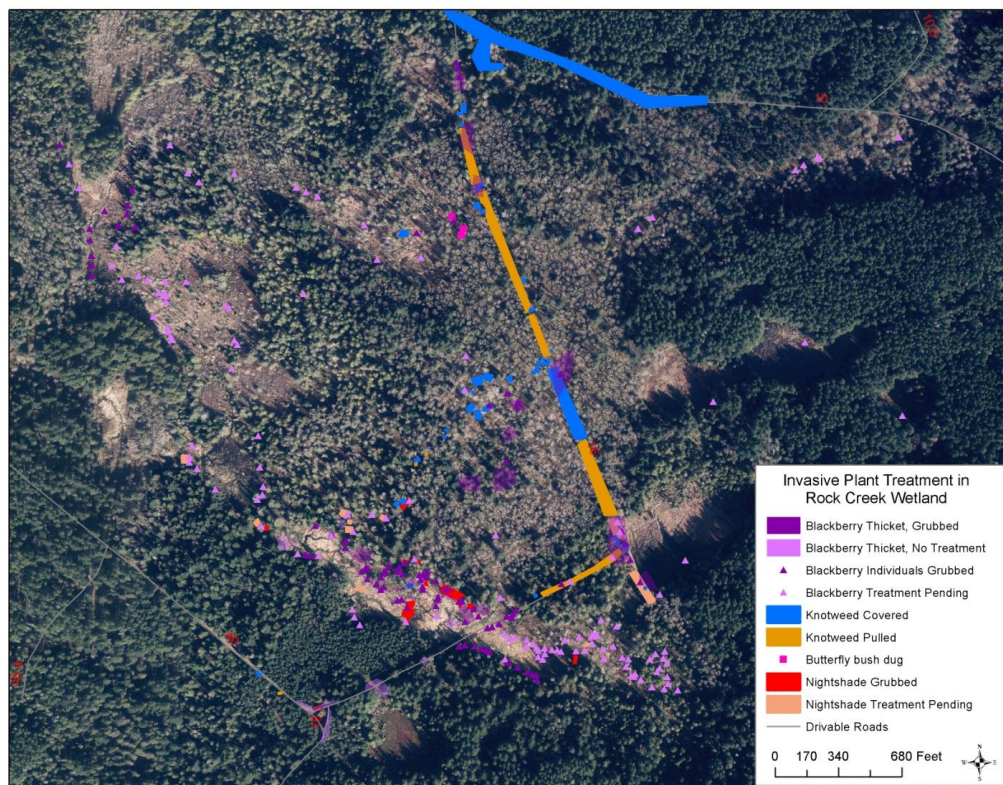 Invasive Plant Treatment in
Rock Creek Wetland
Blackberry Thicket, Grubbed
Blackberry Thicket, No Treatment
Blackberry Individuals Grubbed
Blackberry Treatment Pending
Knotweed Covered
Knotweed Pulled
Butterfly bush dug
Nightshade Grubbed
Nightshade Treatment Pending
Drivable Roads
0 170 340 680 Feet
N
W E
S